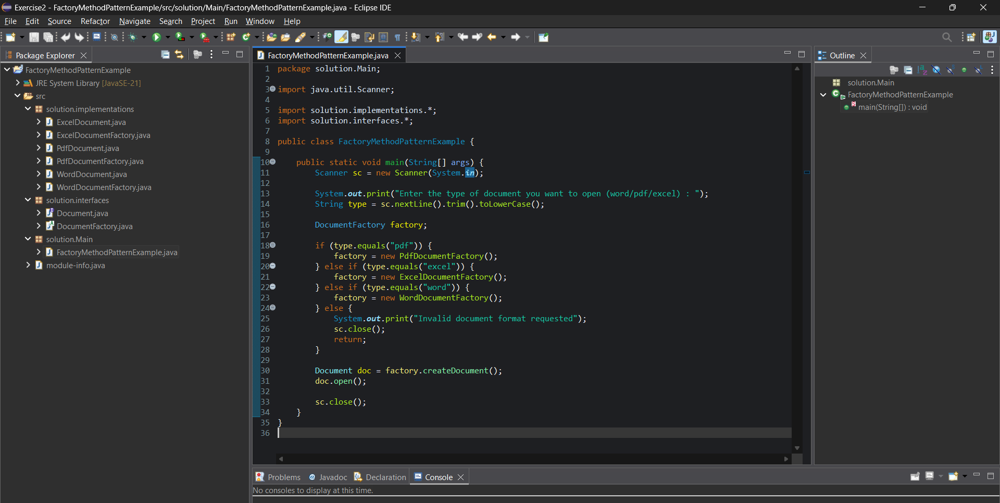 Exercise2 - FactoryMethodPatternExample/src/solution/Main/FactoryMethodPatternExample.java - Eclipse IDE
File Edit Source Refactor Navigate Search Project Run Window Help
Package Explorer
FactoryMethodPatternExample
JRE System Library [JavaSE-21]
src
solution.implementations
ExcelDocument.java
ExcelDocumentFactory.java
PdfDocument.java
PdfDocumentFactory.java
WordDocument.java
WordDocumentFactory.java
solution.interfaces
Document.java
DocumentFactory.java
solution.Main
FactoryMethodPatternExample.java
module-info.java
FactoryMethodPatternExample.java
1 package solution.Main;
2
3 import java.util.Scanner;
4
5 import solution.implementations.*;
6 import solution.interfaces.*;
7
8 public class FactoryMethodPatternExample {
9
10     public static void main(String[] args) {
11         Scanner sc = new Scanner(System.in);
12
13         System.out.print("Enter the type of document you want to open (word/pdf/excel) : ");
14         String type = sc.nextLine().trim().toLowerCase();
15
16         DocumentFactory factory;
17
18         if (type.equals("pdf")) {
19             factory = new PdfDocumentFactory();
20         } else if (type.equals("excel")) {
21             factory = new ExcelDocumentFactory();
22         } else if (type.equals("word")) {
23             factory = new WordDocumentFactory();
24         } else {
25             System.out.print("Invalid document format requested");
26             sc.close();
27             return;
28         }
29
30         Document doc = factory.createDocument();
31         doc.open();
32
33         sc.close();
34     }
35 }
36
Outline
solution.Main
FactoryMethodPatternExample
main(String[]) : void
Problems Javadoc Declaration Console
No consoles to display at this time.